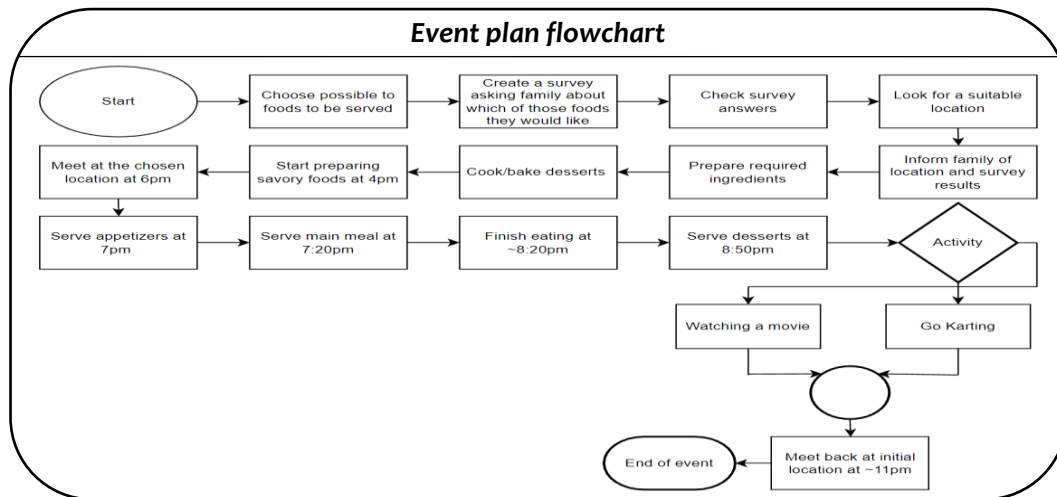 Event plan flowchart
Start
Choose possible to
foods to be served
Create a survey
asking family about
which of those foods
they would like
Check survey
answers
Look for a suitable
location
Meet at the chosen
location at 6pm
Start preparing
savory foods at 4pm
Cook/bake desserts
Prepare required
ingredients
Inform family of
location and survey
results
Serve appetizers at
7pm
Serve main meal at
7:20pm
Finish eating at
~8:20pm
Serve desserts at
8:50pm
Activity
Watching a movie
Go Karting
End of event
Meet back at initial
location at ~11pm